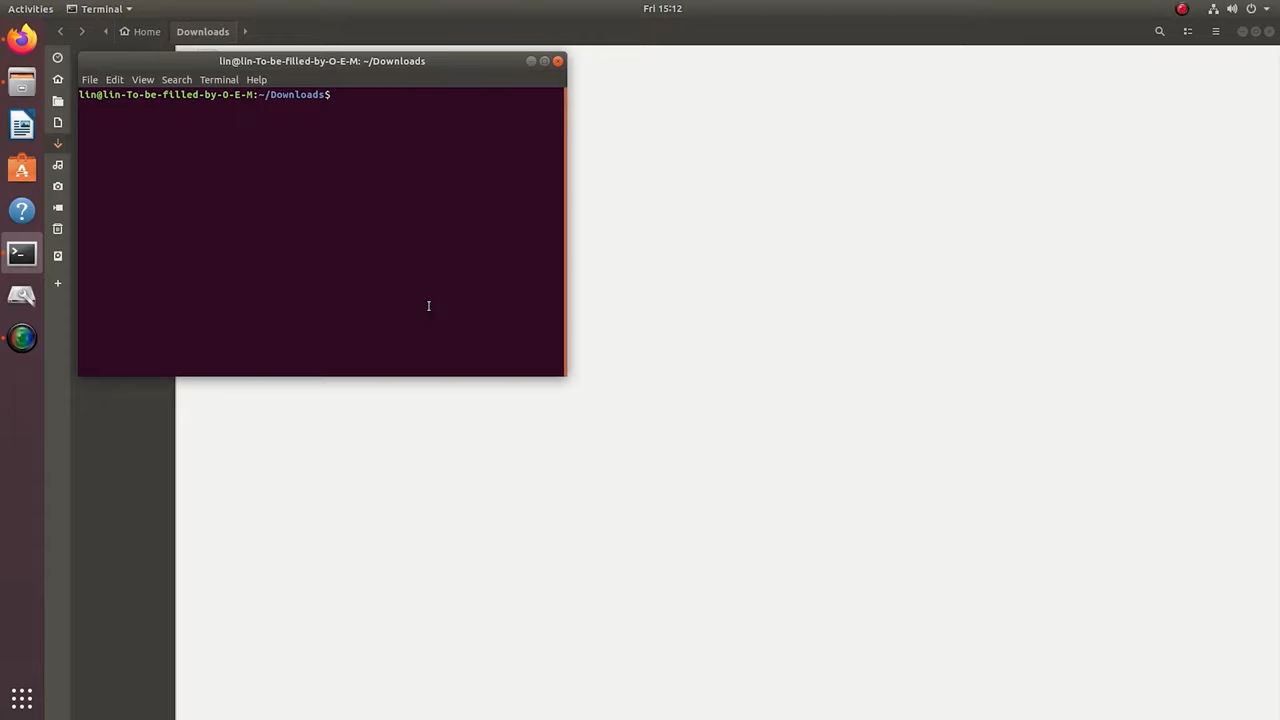 Activities Terminal Fri 15:12
Home Downloads
lin@lin-To-be-filled-by-O-E-M: ~/Downloads
File Edit View Search Terminal Help
lin@lin-To-be-filled-by-O-E-M:~/Downloads$